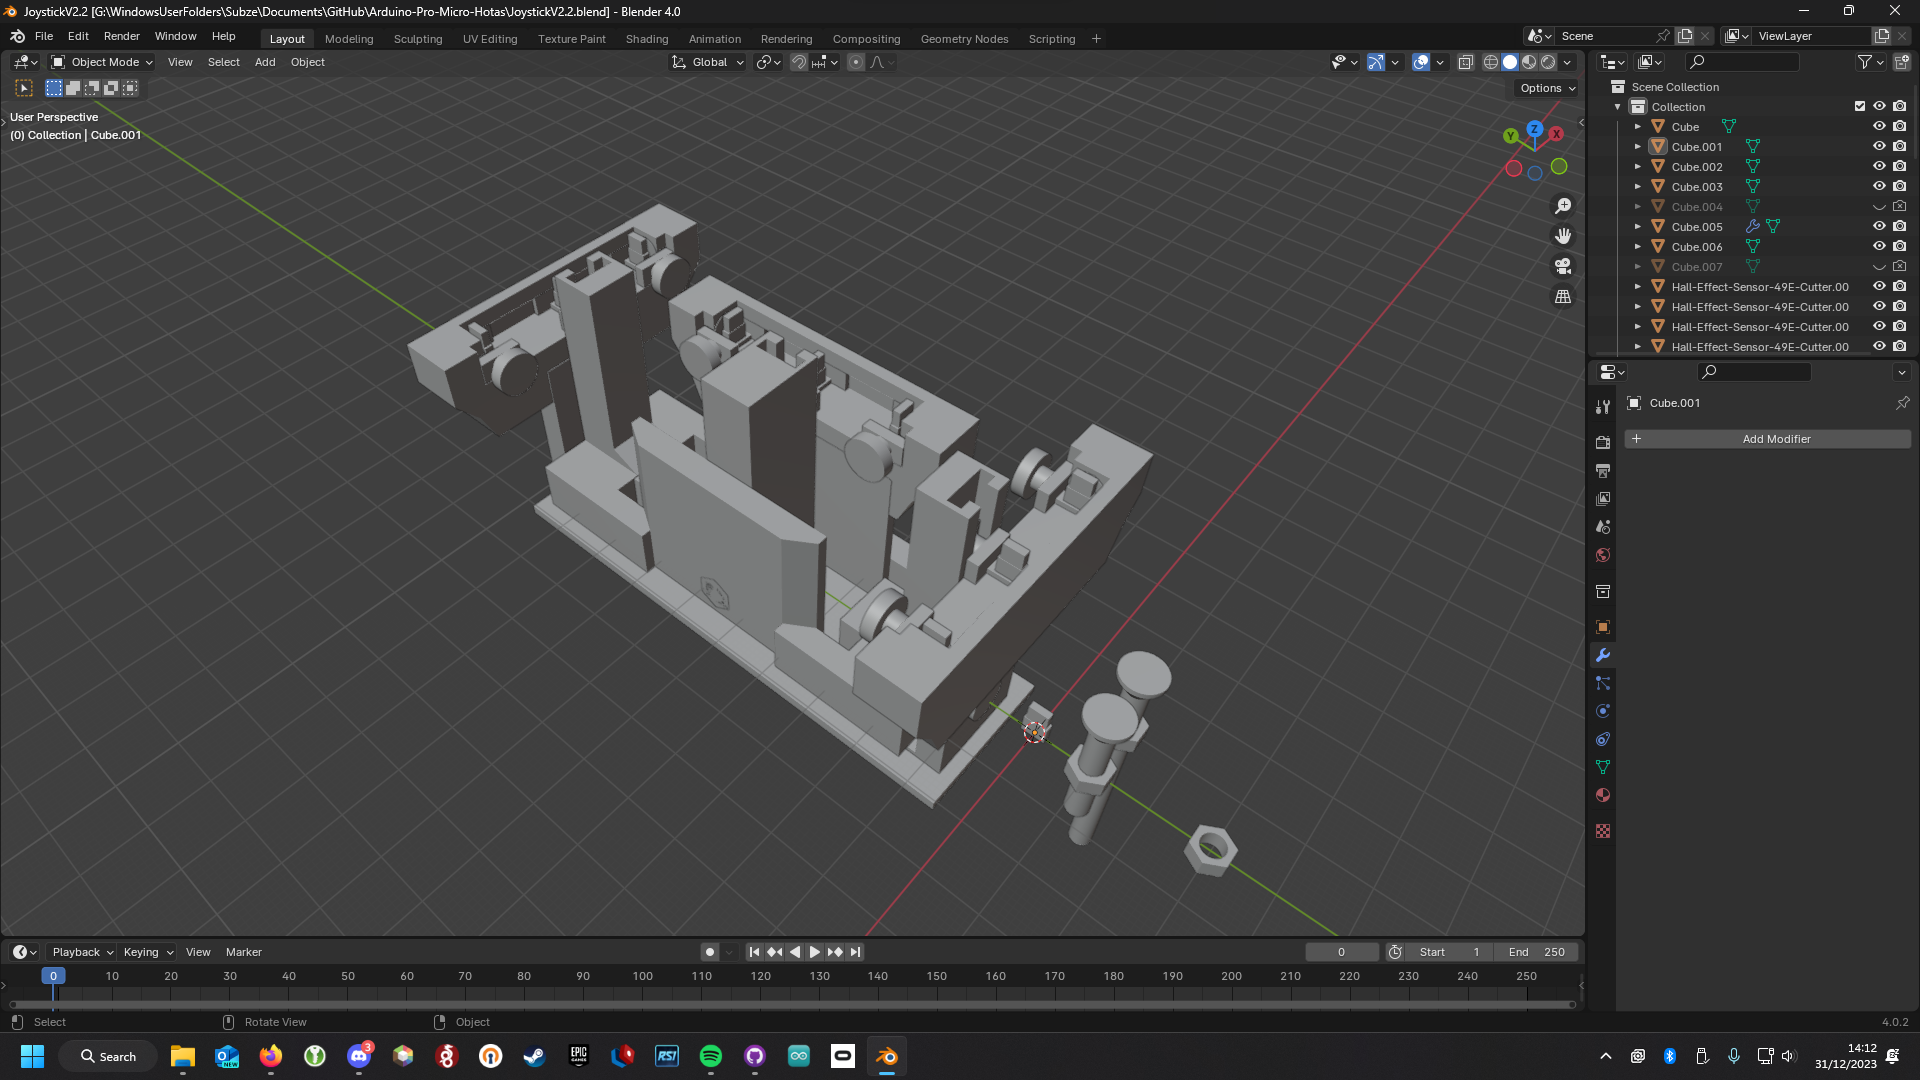 JoystickV2.2 [G:\WindowsUserFolders\Subze\Documents\GitHub\Arduino-Pro-Micro-Hotas\JoystickV2.2.blend] - Blender 4.0
File Edit Render Window Help
Layout Modeling Sculpting UV Editing Texture Paint Shading Animation Rendering Compositing Geometry Nodes Scripting +
Scene
ViewLayer
Object Mode View Select Add Object
Global
Options
User Perspective
(0) Collection | Cube.001
Z
Y
X
Scene Collection
Collection
Cube
Cube.001
Cube.002
Cube.003
Cube.004
Cube.005
Cube.006
Cube.007
Hall-Effect-Sensor-49E-Cutter.00
Hall-Effect-Sensor-49E-Cutter.00
Hall-Effect-Sensor-49E-Cutter.00
Hall-Effect-Sensor-49E-Cutter.00
Cube.001
+ Add Modifier
Playback Keying View Marker
0
Start 1
End 250
0 10 20 30 40 50 60 70 80 90 100 110 120 130 140 150 160 170 180 190 200 210 220 230 240 250
Select
Rotate View
Object
4.0.2
Search
NEW
3
EPIC GAMES
RSI
14:12
31/12/2023